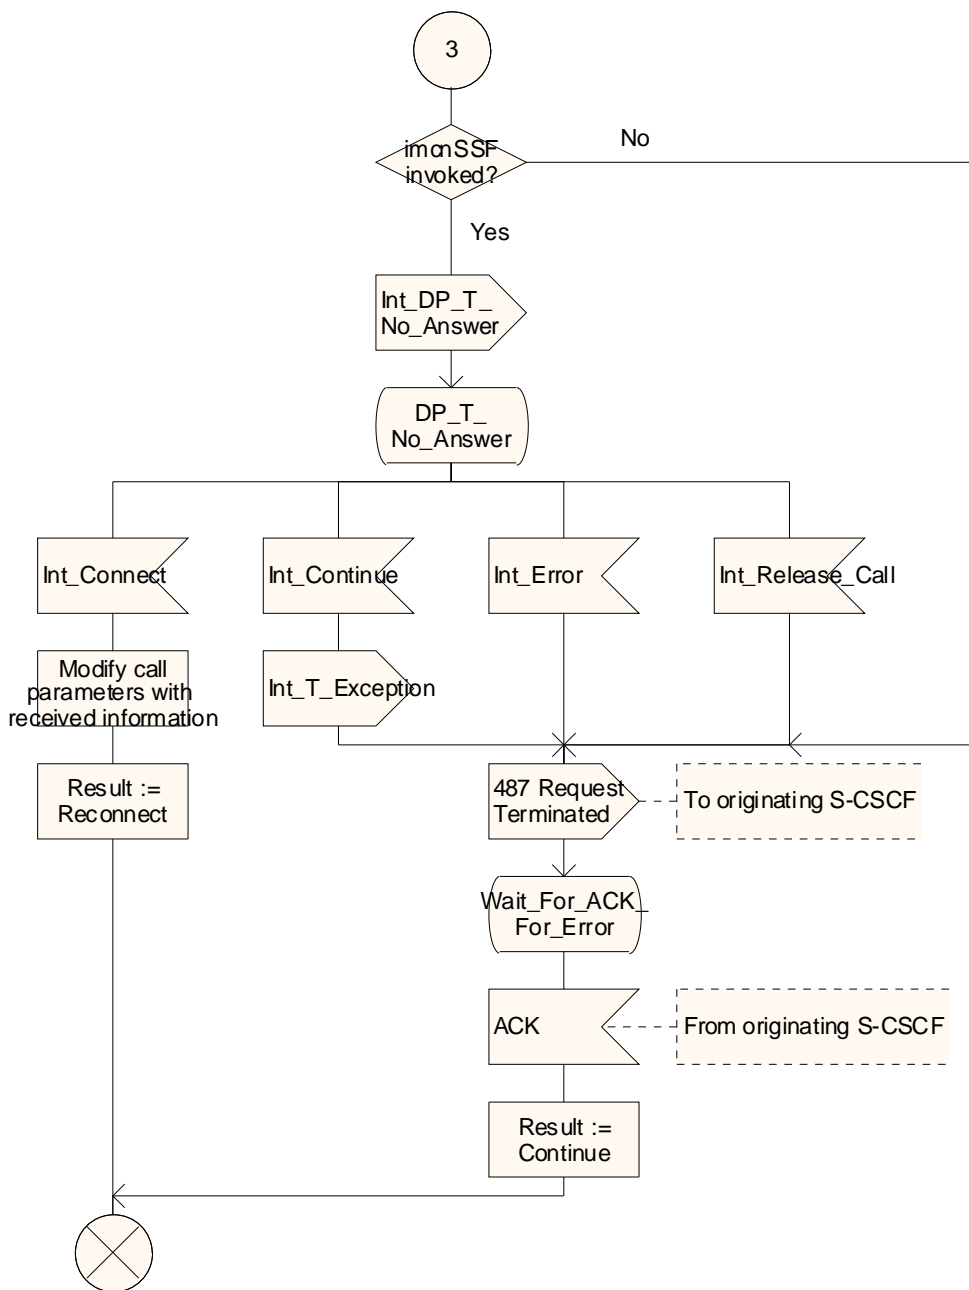 3
imcnSSF
invoked?
No
Yes
Int_DP_T_
No_Answer
DP_T_
No_Answer
Int_Connect
Int_Continue
Int_Error
Int_Release_Call
Modify call
parameters with
received information
Int_T_Exception
Result :=
Reconnect
487 Request
Terminated
To originating S-CSCF
Wait_For_ACK_
For_Error
ACK
From originating S-CSCF
Result :=
Continue